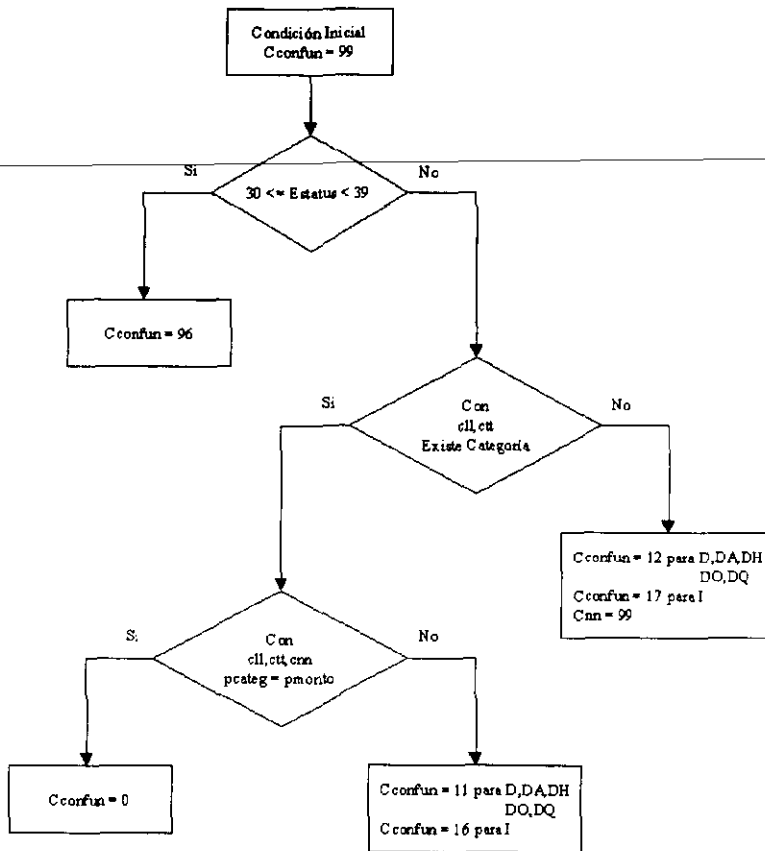 Condición Inicial
Cconfun = 99
Si
No
30 <= Estatus < 39
Cconfun = 96
Si
No
Con
cll,ctt
Existe Categoría
Cconfun = 12 para D,DA,DH
DO,DQ
Cconfun = 17 para I
Cnn = 99
Si
No
Con
cll,ctt,cnn
pcateg = pmonto
Cconfun = 0
Cconfun = 11 para D,DA,DH
DO,DQ
Cconfun = 16 para I